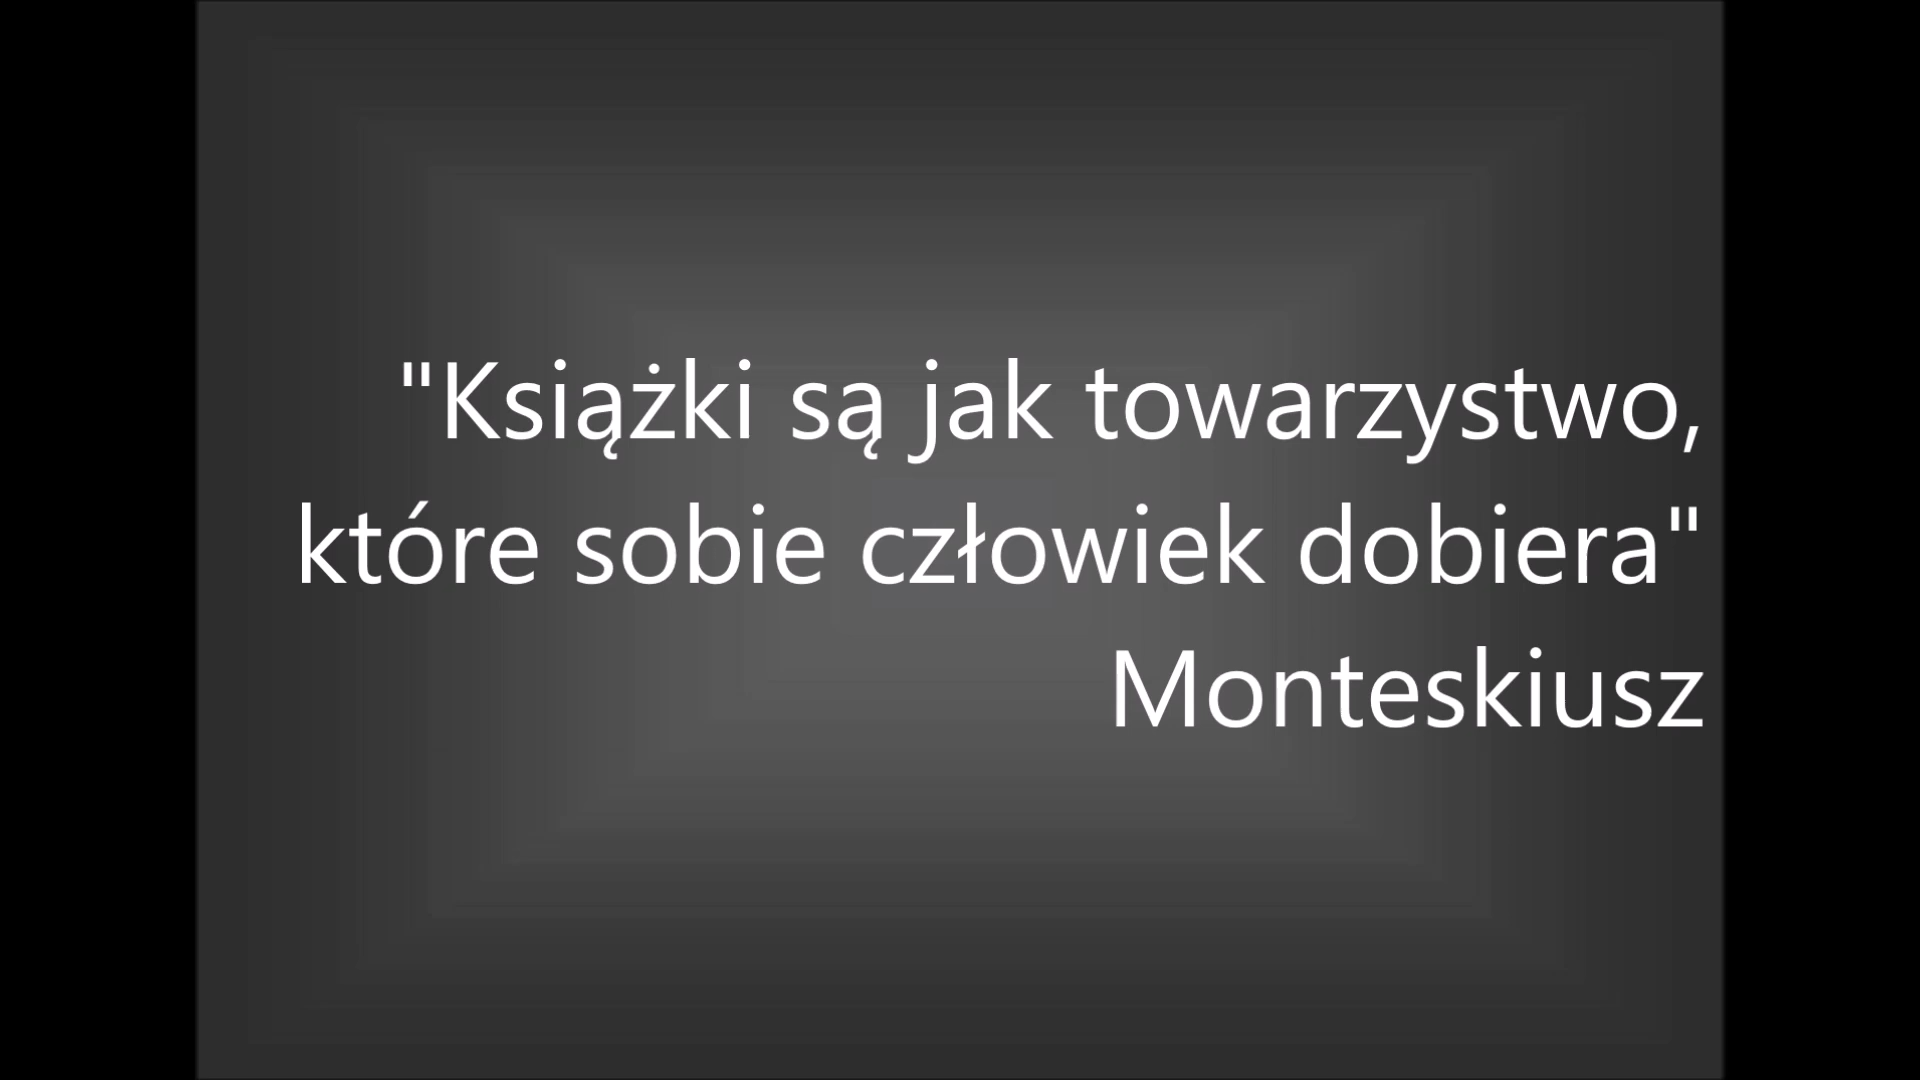 "Książki są jak towarzystwo,
które sobie człowiek dobiera"
Monteskiusz